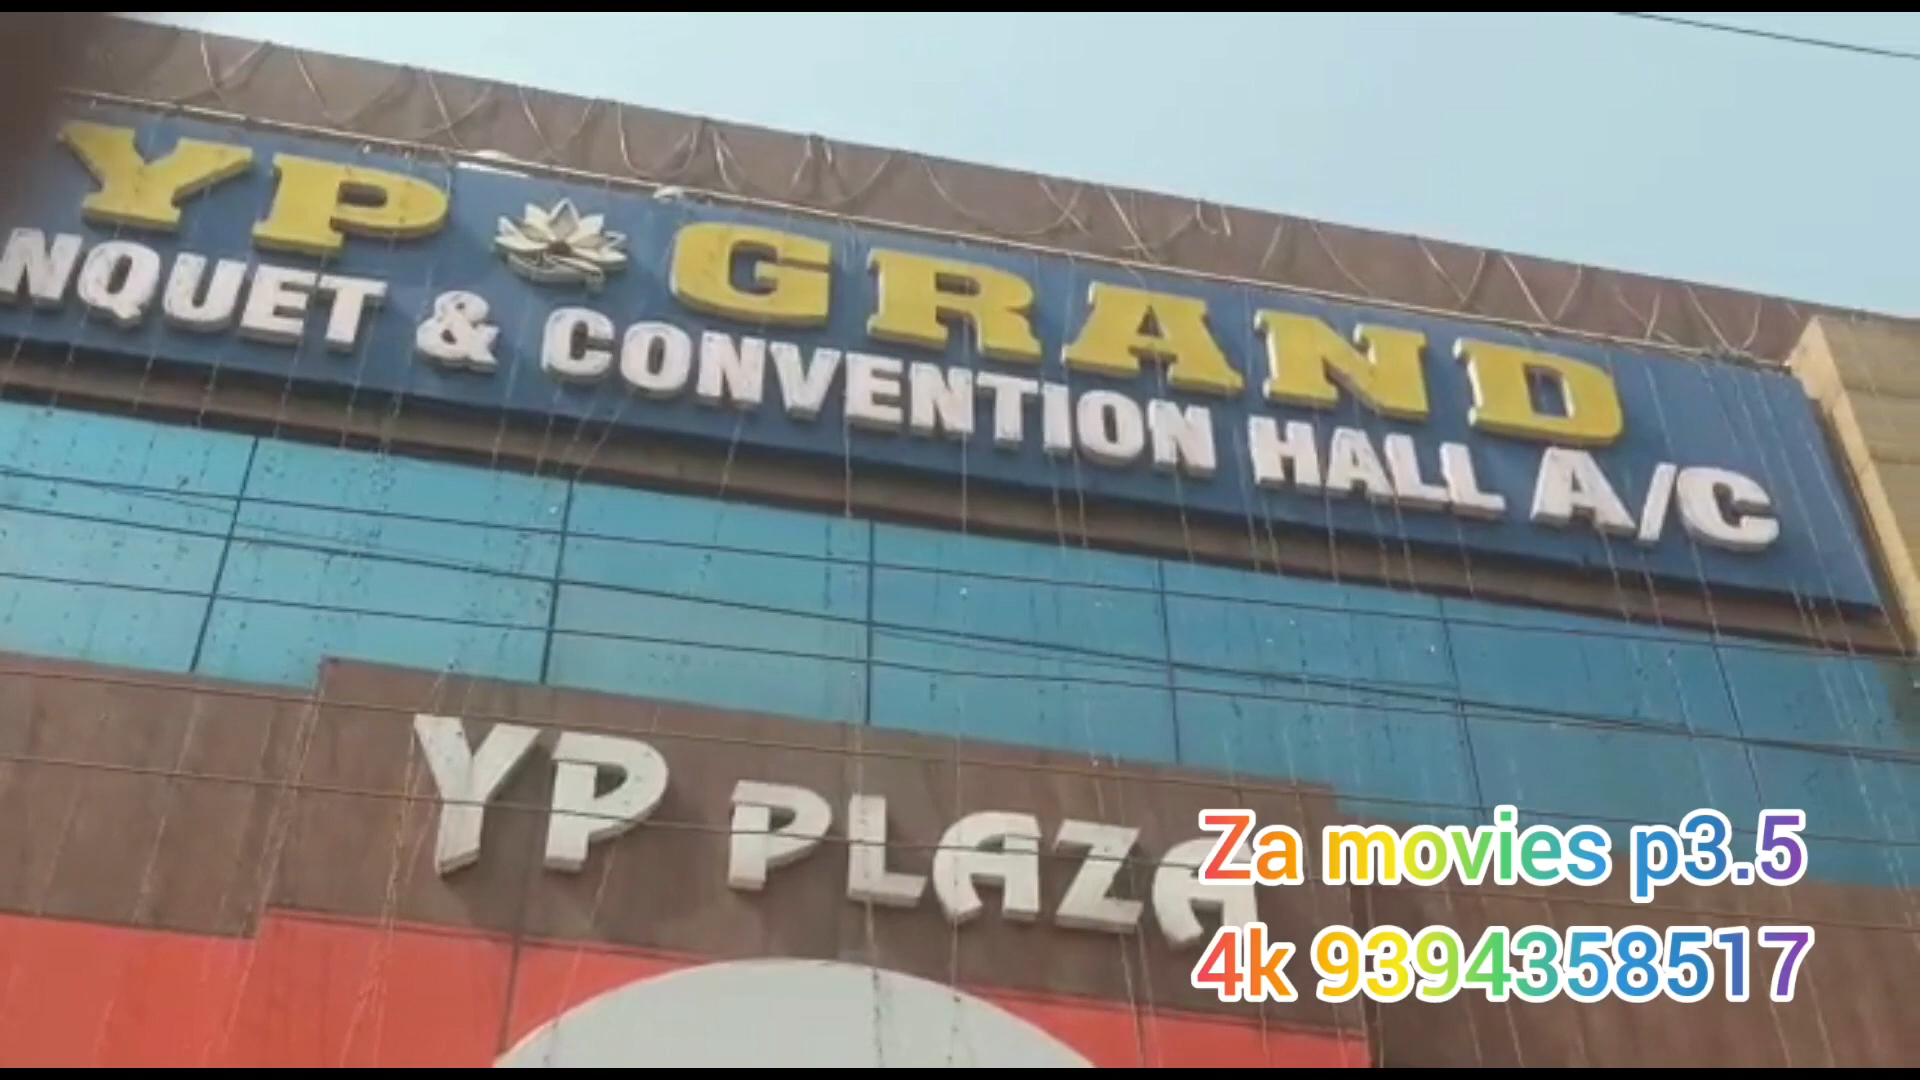 YP GRAND
NQUET & CONVENTION HALL A/C
YP PLAZA
Za movies p3.5
4k 9394358517